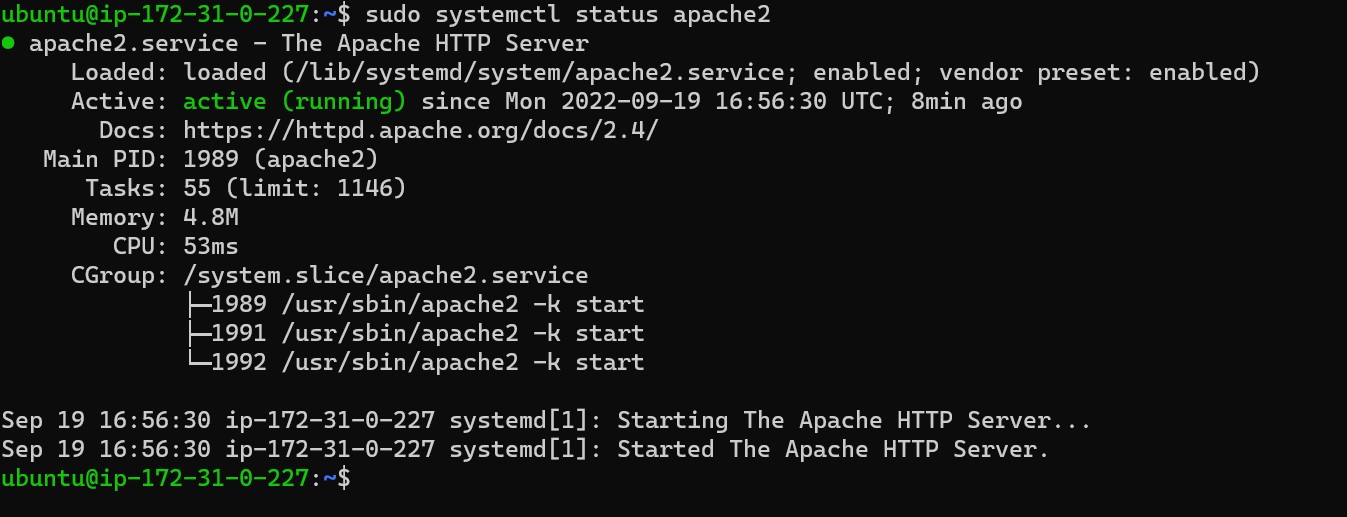 ubuntu@ip-172-31-0-227:~$ sudo systemctl status apache2
● apache2.service - The Apache HTTP Server
     Loaded: loaded (/lib/systemd/system/apache2.service; enabled; vendor preset: enabled)
     Active: active (running) since Mon 2022-09-19 16:56:30 UTC; 8min ago
       Docs: https://httpd.apache.org/docs/2.4/
   Main PID: 1989 (apache2)
      Tasks: 55 (limit: 1146)
     Memory: 4.8M
        CPU: 53ms
     CGroup: /system.slice/apache2.service
             ├─1989 /usr/sbin/apache2 -k start
             ├─1991 /usr/sbin/apache2 -k start
             └─1992 /usr/sbin/apache2 -k start

Sep 19 16:56:30 ip-172-31-0-227 systemd[1]: Starting The Apache HTTP Server...
Sep 19 16:56:30 ip-172-31-0-227 systemd[1]: Started The Apache HTTP Server.
ubuntu@ip-172-31-0-227:~$